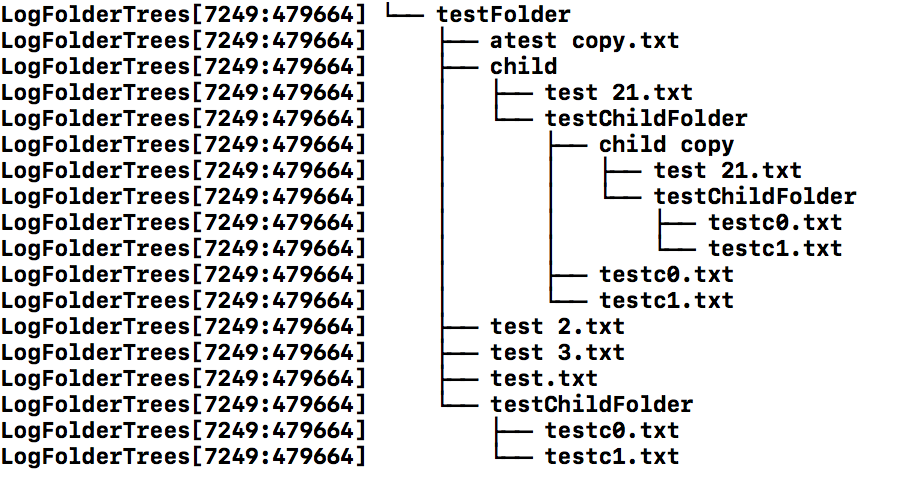 LogFolderTrees[7249:479664] └── testFolder
LogFolderTrees[7249:479664]     ├── atest copy.txt
LogFolderTrees[7249:479664]     ├── child
LogFolderTrees[7249:479664]     │   ├── test 21.txt
LogFolderTrees[7249:479664]     │   └── testChildFolder
LogFolderTrees[7249:479664]     │       ├── child copy
LogFolderTrees[7249:479664]     │       │   ├── test 21.txt
LogFolderTrees[7249:479664]     │       │   └── testChildFolder
LogFolderTrees[7249:479664]     │       │       ├── testc0.txt
LogFolderTrees[7249:479664]     │       │       └── testc1.txt
LogFolderTrees[7249:479664]     │       ├── testc0.txt
LogFolderTrees[7249:479664]     │       └── testc1.txt
LogFolderTrees[7249:479664]     ├── test 2.txt
LogFolderTrees[7249:479664]     ├── test 3.txt
LogFolderTrees[7249:479664]     ├── test.txt
LogFolderTrees[7249:479664]     └── testChildFolder
LogFolderTrees[7249:479664]         ├── testc0.txt
LogFolderTrees[7249:479664]         └── testc1.txt